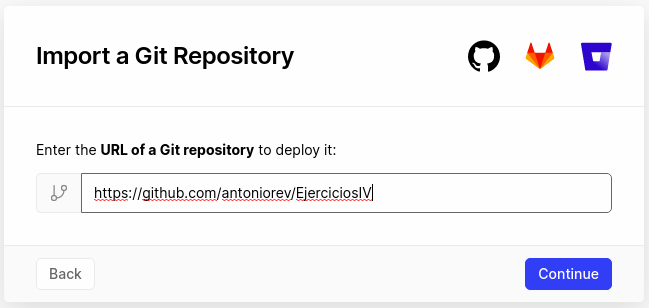 Import a Git Repository
Enter the URL of a Git repository to deploy it:
https://github.com/antoniorev/EjerciciosIV
Back
Continue